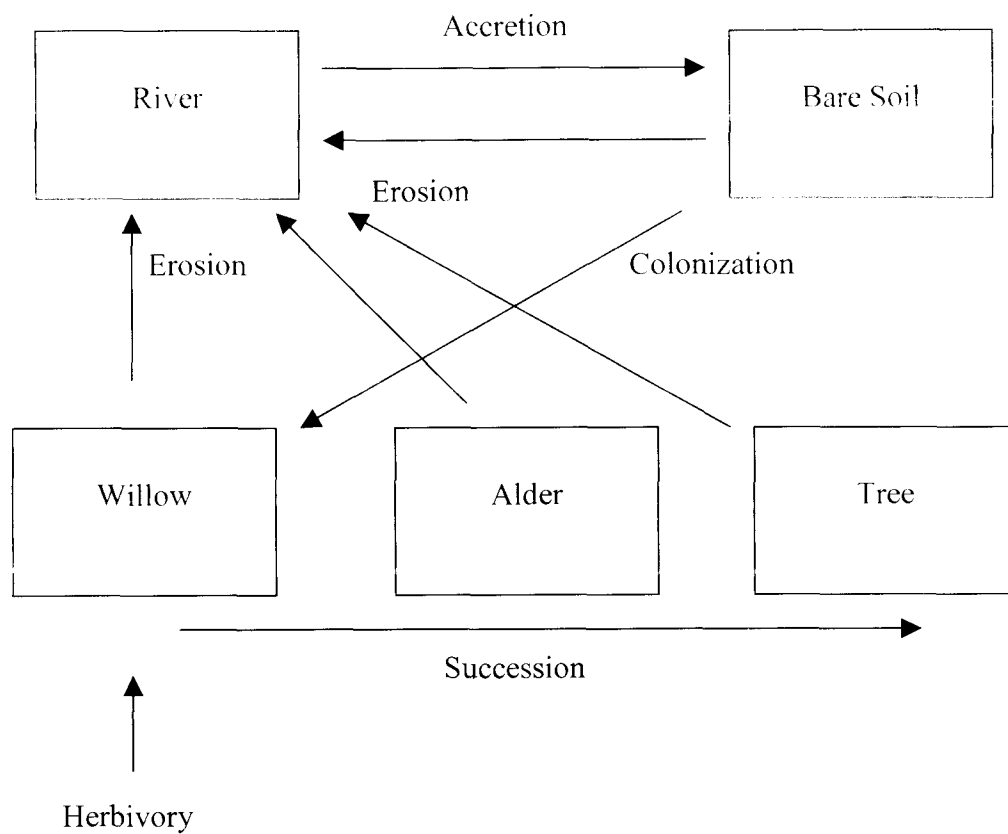 Accretion
River
Bare Soil
Erosion
Erosion
Colonization
Willow
Alder
Tree
Succession
Herbivory